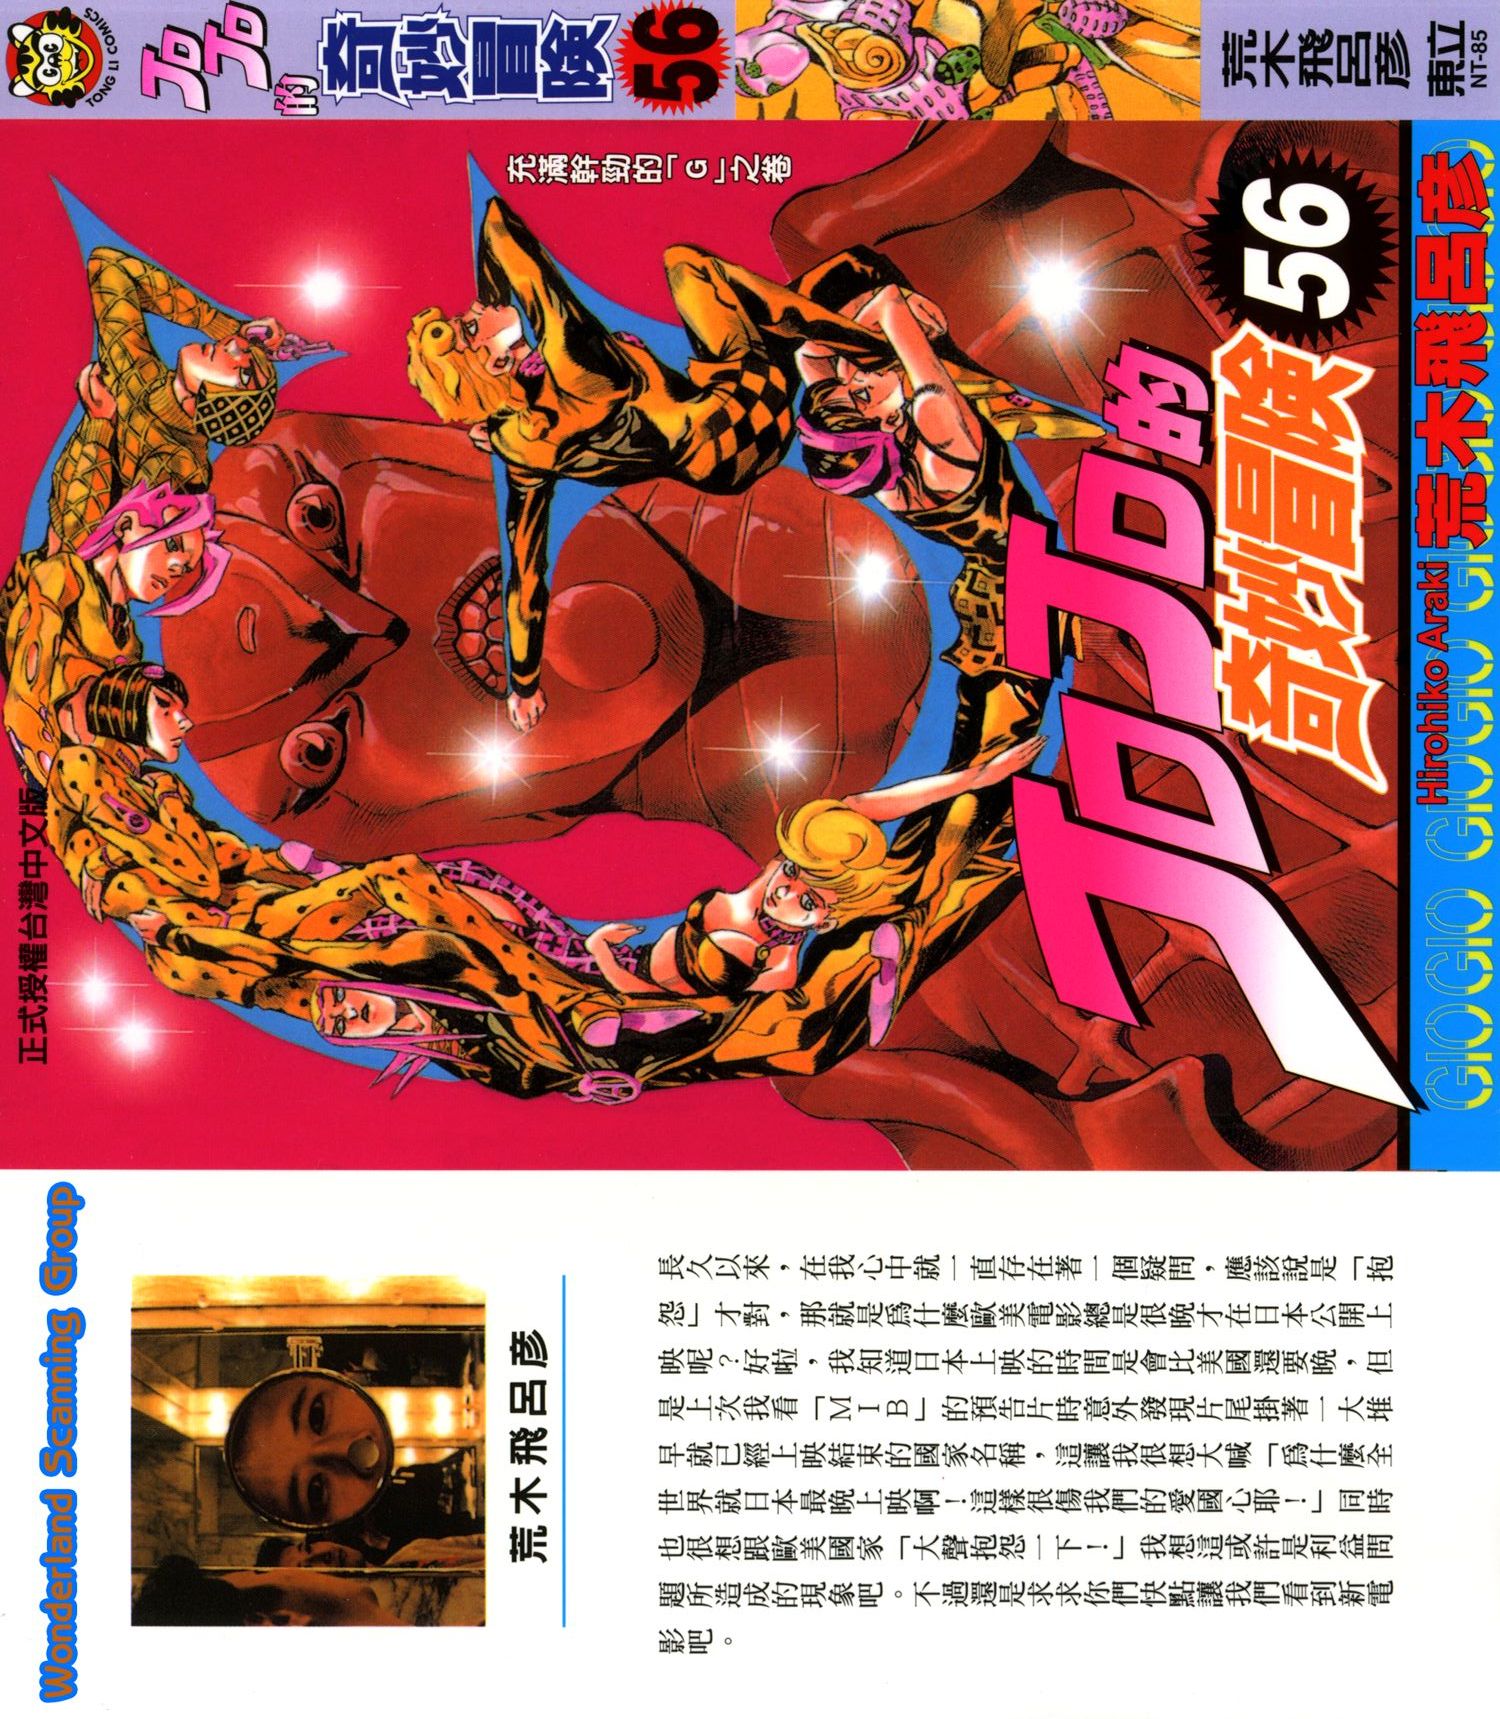 TONG LI COMICS
JOJO的
奇妙冒険
56
荒木飛呂彦
東立
NT-85
充滿幹勁的「G」之卷
正式授權台灣中文版
56
JOJO的
奇妙冒険
Hirohiko Araki 荒木飛呂彦
GIOGIO GIOGIO GIOGIO
Wonderland Scanning Group
荒木飛呂彦
長久以來，在我心中就一直存在著一個疑問，應該說是「抱
怨」才對，那就是為什麼歐美電影總是很晚才在日本公開上
映呢？好啦，我知道日本上映的時間是會比美國還要晚，但
是上次我看「MIB」的預告片時意外發現片尾掛著一大堆
早就已經上映結束的國家名稱，這讓我很想大喊「為什麼全
世界就日本最晚上映啊！這樣很傷我們的愛國心耶！」同時
也很想跟歐美國家「大聲抱怨一下！」我想這或許是利益問
題所造成的現象吧。不過還是求求你們快點讓我們看到新電
影吧。